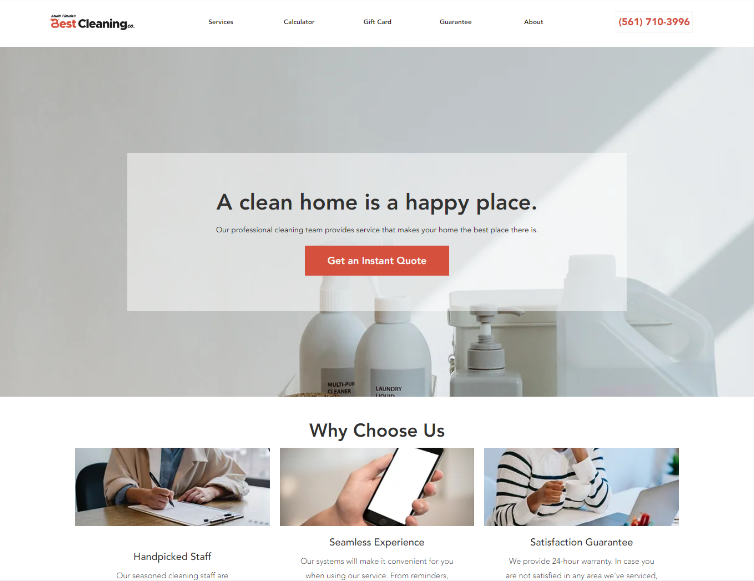 Best Cleaning co.
Services
Calculator
Gift Card
Guarantee
About
(561) 710-3996
A clean home is a happy place.
Our professional cleaning team provides service that makes your home the best place there is.
Get an Instant Quote
MULTI-PUR
CLEANER
LAUNDRY
LIQUID
Why Choose Us
Handpicked Staff
Our seasoned cleaning staff are
Seamless Experience
Our systems will make it convenient for you
when using our service. From reminders,
Satisfaction Guarantee
We provide 24-hour warranty. In case you
are not satisfied in any area we've serviced,